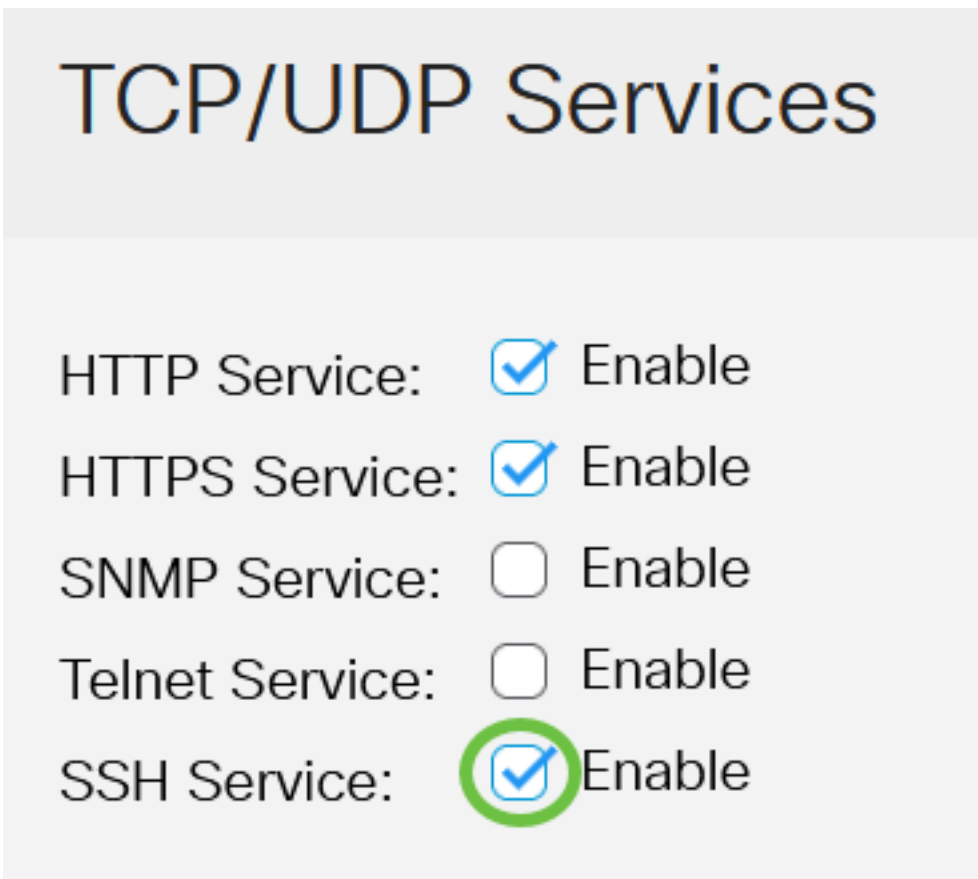 TCP/UDP Services
HTTP Service: Enable
HTTPS Service: Enable
SNMP Service: Enable
Telnet Service: Enable
SSH Service: Enable